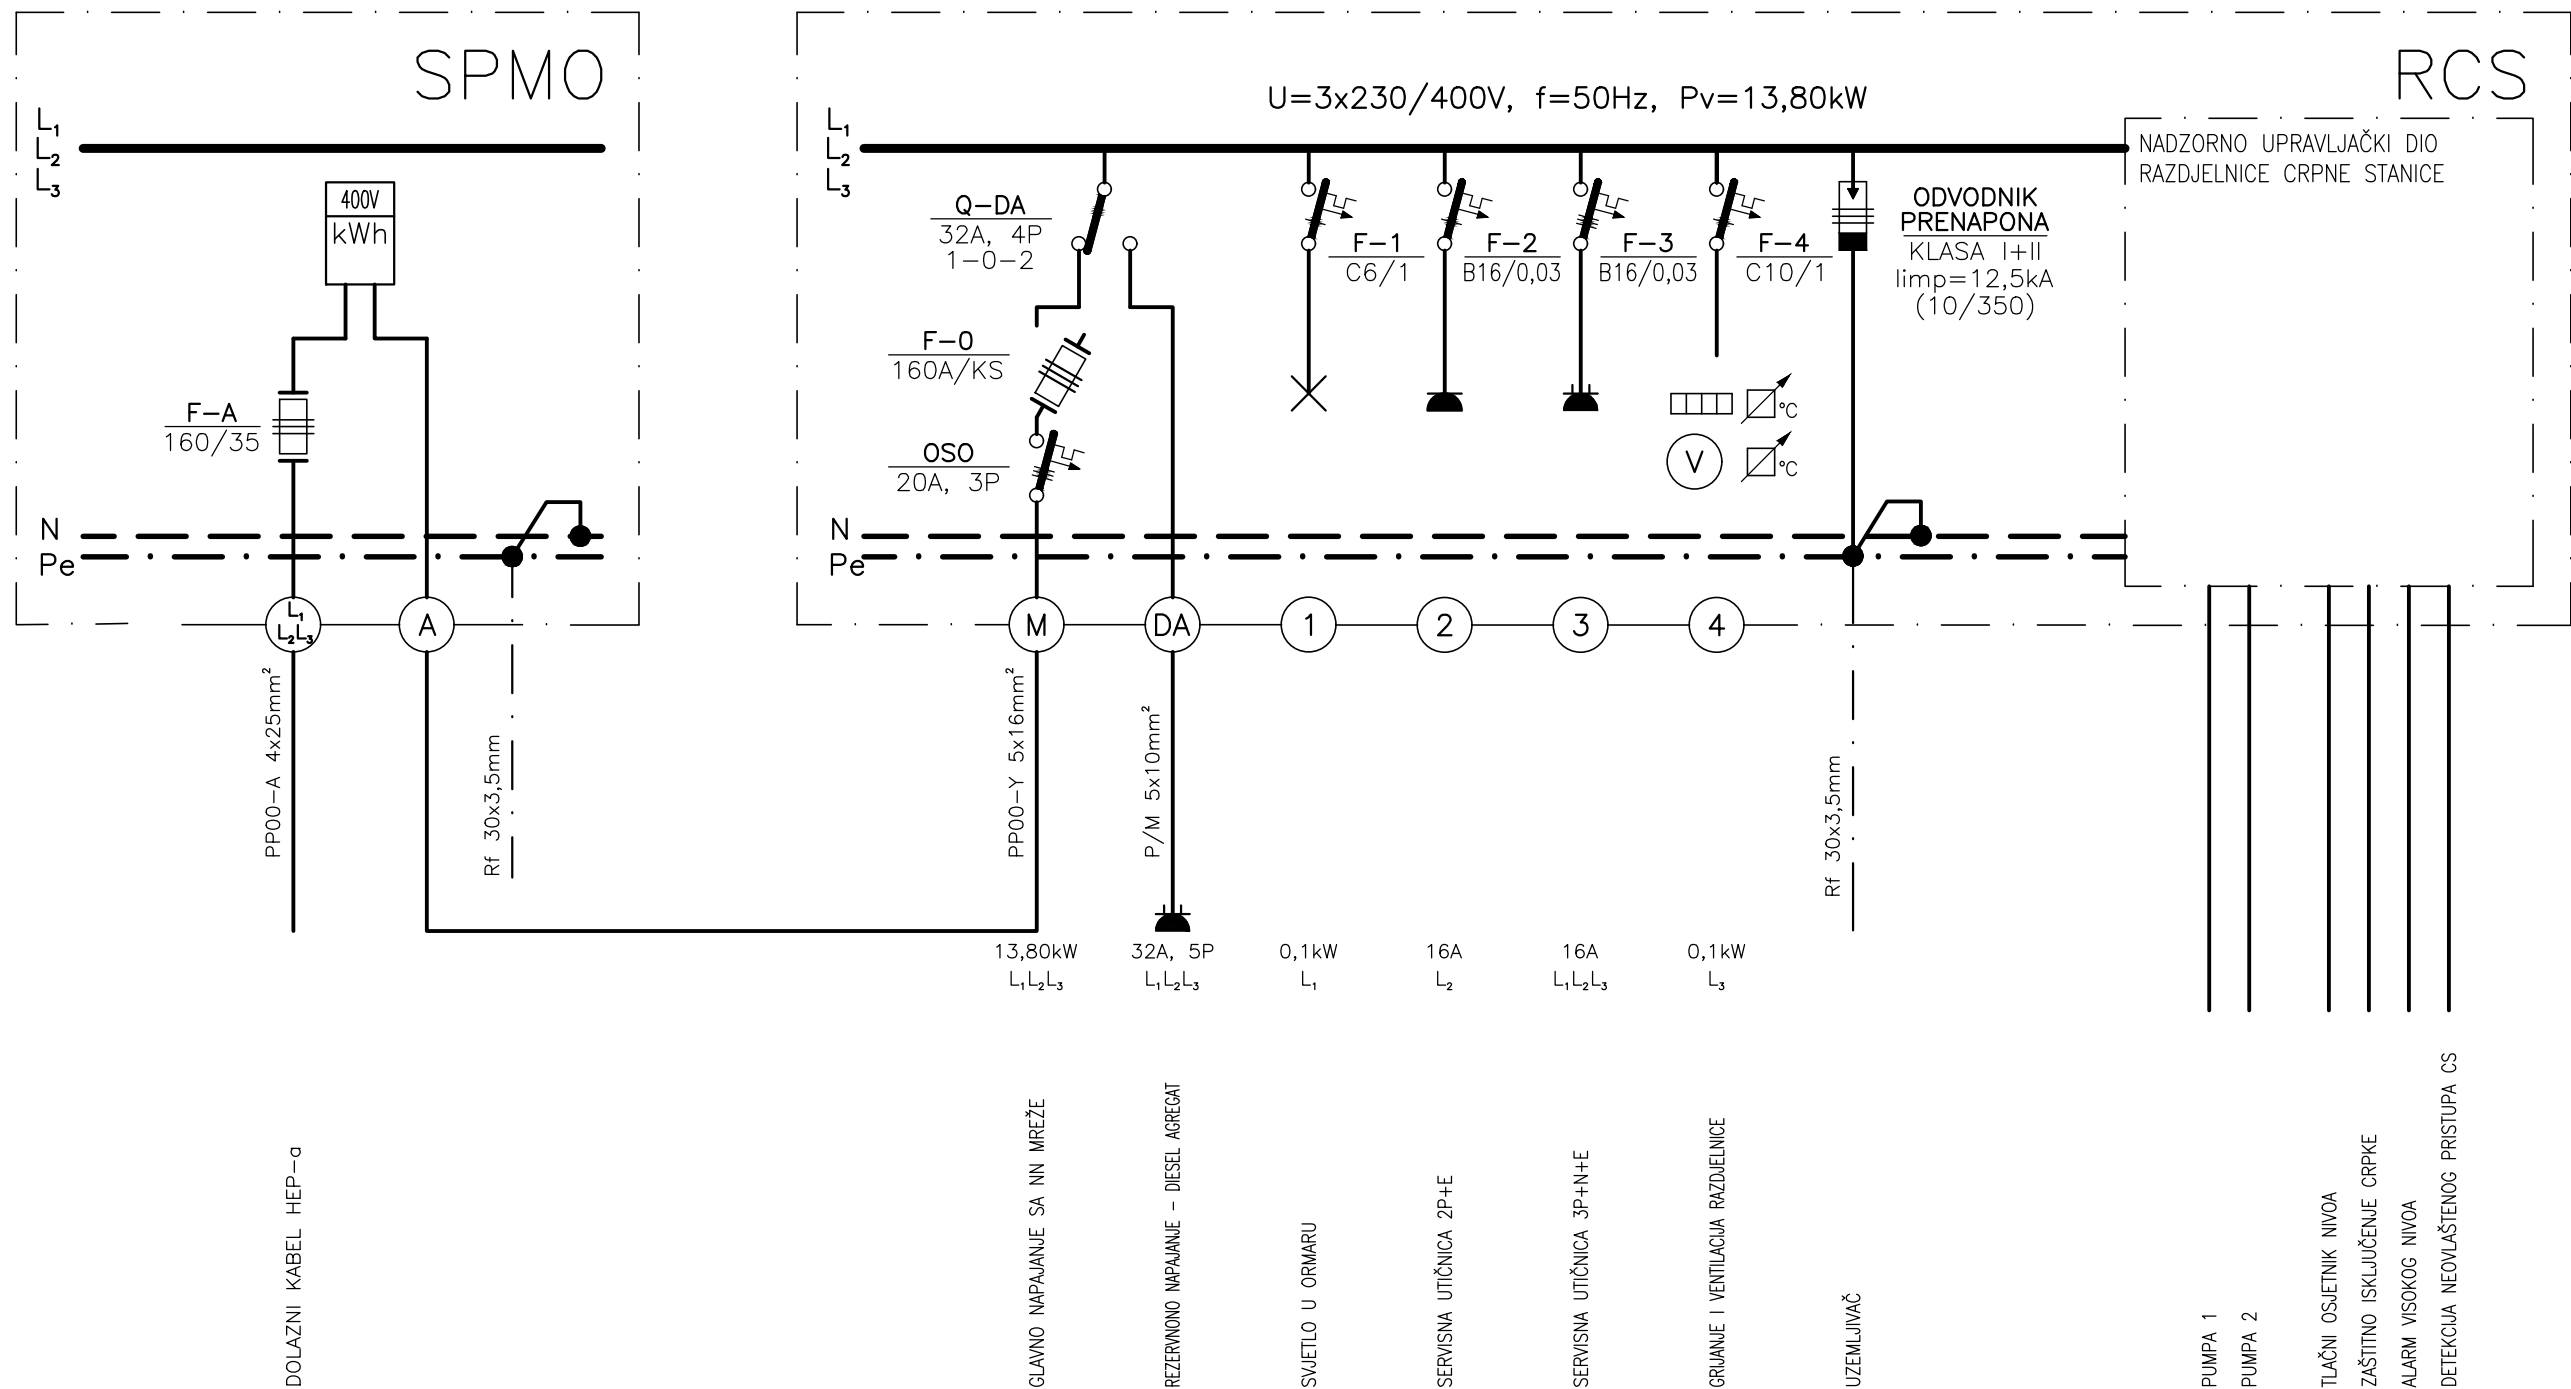 SPMO
L₁
L₂
L₃
400V
kWh
F-A
160/35
N
Pe
L₁
L₂L₃
A
PP00-A 4x25mm²
Rf 30x3,5mm
DOLAZNI KABEL HEP-a
RCS
U=3x230/400V, f=50Hz, Pv=13,80kW
L₁
L₂
L₃
NADZORNO UPRAVLJAČKI DIO
RAZDJELNICE CRPNE STANICE
Q-DA
32A, 4P
1-0-2
F-0
160A/KS
OSO
20A, 3P
F-1
C6/1
F-2
B16/0,03
F-3
B16/0,03
F-4
C10/1
ODVODNIK
PRENAPONA
KLASA I+II
Iimp=12,5kA
(10/350)
°C
V
°C
N
Pe
M
DA
1
2
3
4
PP00-Y 5x16mm²
P/M 5x10mm²
Rf 30x3,5mm
13,80kW
L₁L₂L₃
32A, 5P
L₁L₂L₃
0,1kW
L₁
16A
L₂
16A
L₁L₂L₃
0,1kW
L₃
GLAVNO NAPAJANJE SA NN MREŽE
REZERVNONO NAPAJANJE - DIESEL AGREGAT
SVJETLO U ORMARU
SERVISNA UTIČNICA 2P+E
SERVISNA UTIČNICA 3P+N+E
GRIJANJE I VENTILACIJA RAZDJELNICE
UZEMLJIVAČ
PUMPA 1
PUMPA 2
TLAČNI OSJETNIK NIVOA
ZAŠTITNO ISKLJUČENJE CRPKE
ALARM VISOKOG NIVOA
DETEKCIJA NEOVLAŠTENOG PRISTUPA CS